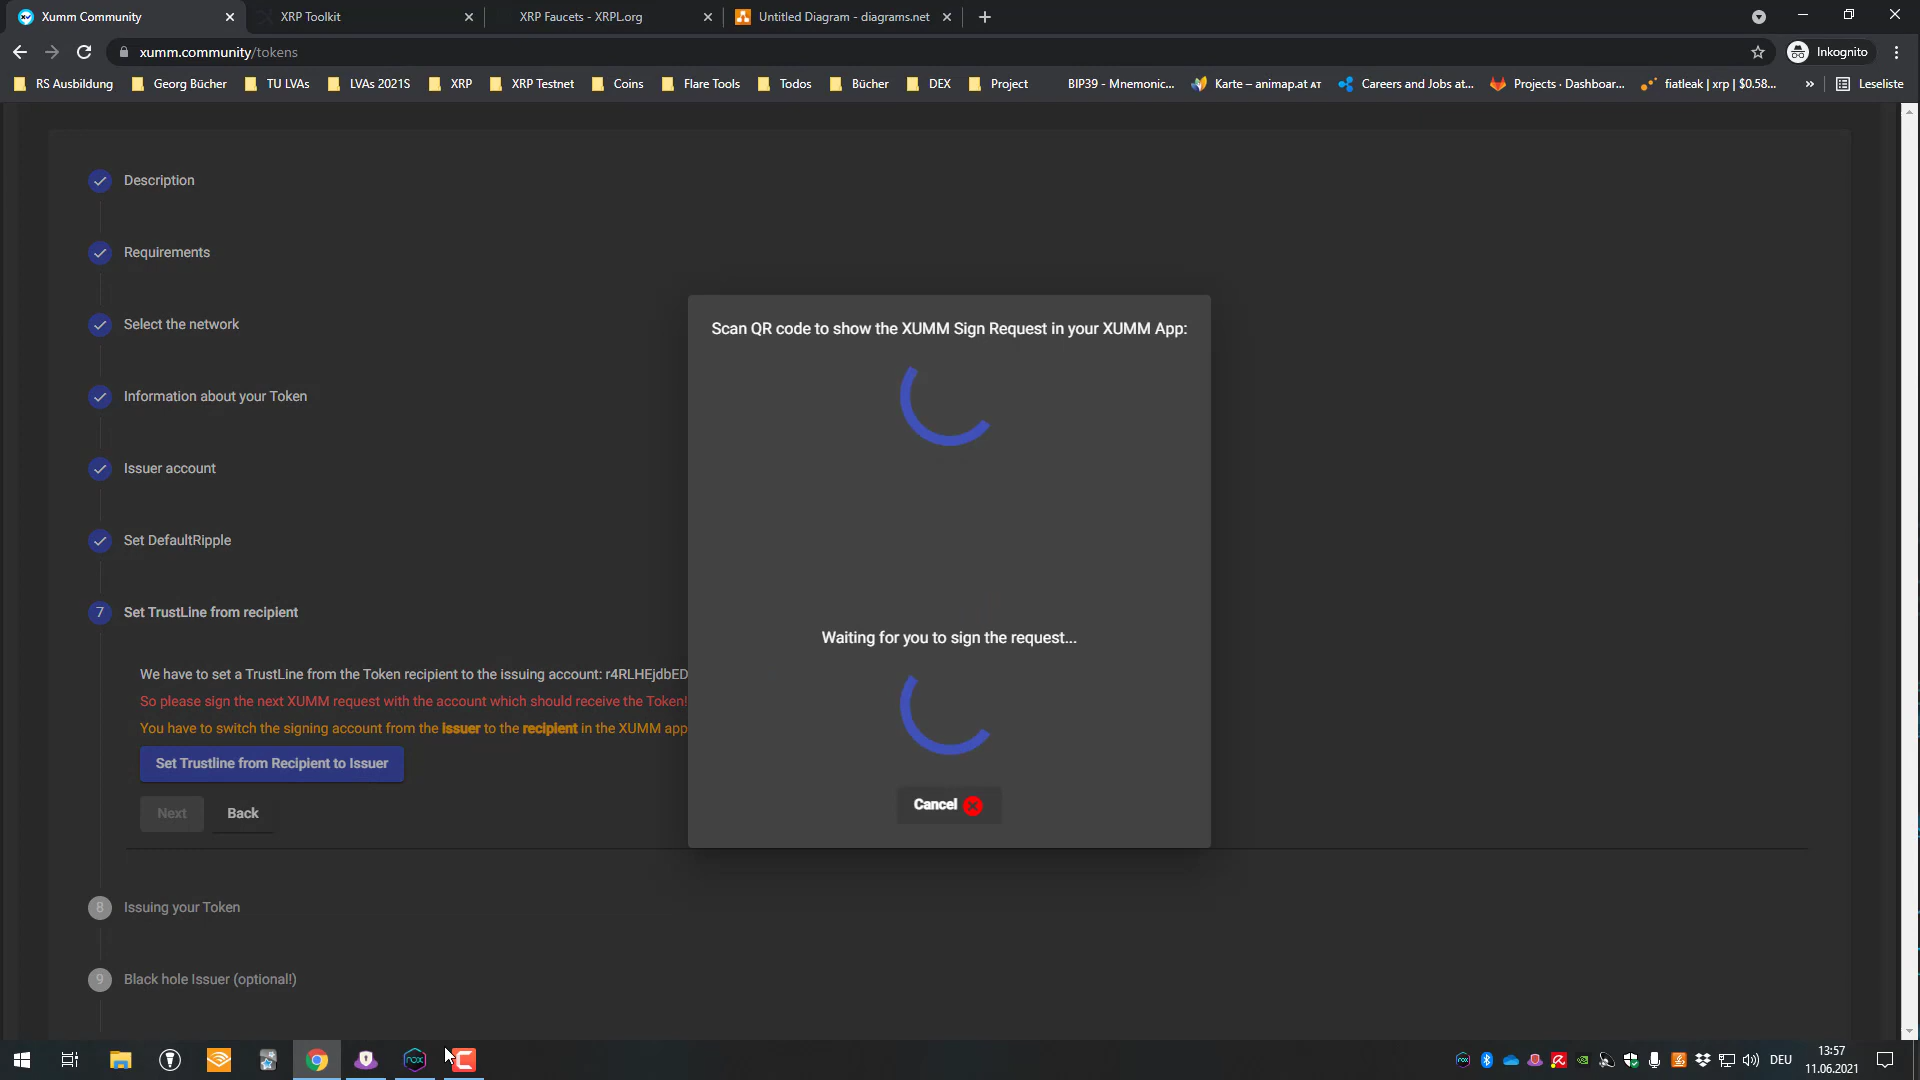 Xumm Community
XRP Toolkit
XRP Faucets - XRPL.org
Untitled Diagram - diagrams.net
xumm.community/tokens
Inkognito
RS Ausbildung
Georg Bücher
TU LVAs
LVAs 2021S
XRP
XRP Testnet
Coins
Flare Tools
Todos
Bücher
DEX
Project
BIP39 - Mnemonic...
Karte – animap.at AT
Careers and Jobs at...
Projects · Dashboar...
fiatleak | xrp | $0.58...
»
Leseliste
Description
Requirements
Select the network
Information about your Token
Issuer account
Set DefaultRipple
7 Set TrustLine from recipient
We have to set a TrustLine from the Token recipient to the issuing account: r4RLHEjdbED
So please sign the next XUMM request with the account which should receive the Token!
You have to switch the signing account from the issuer to the recipient in the XUMM app
Set Trustline from Recipient to Issuer
Next
Back
8 Issuing your Token
9 Black hole Issuer (optional!)
Scan QR code to show the XUMM Sign Request in your XUMM App:
Waiting for you to sign the request...
Cancel
nox
DEU
13:57
11.06.2021